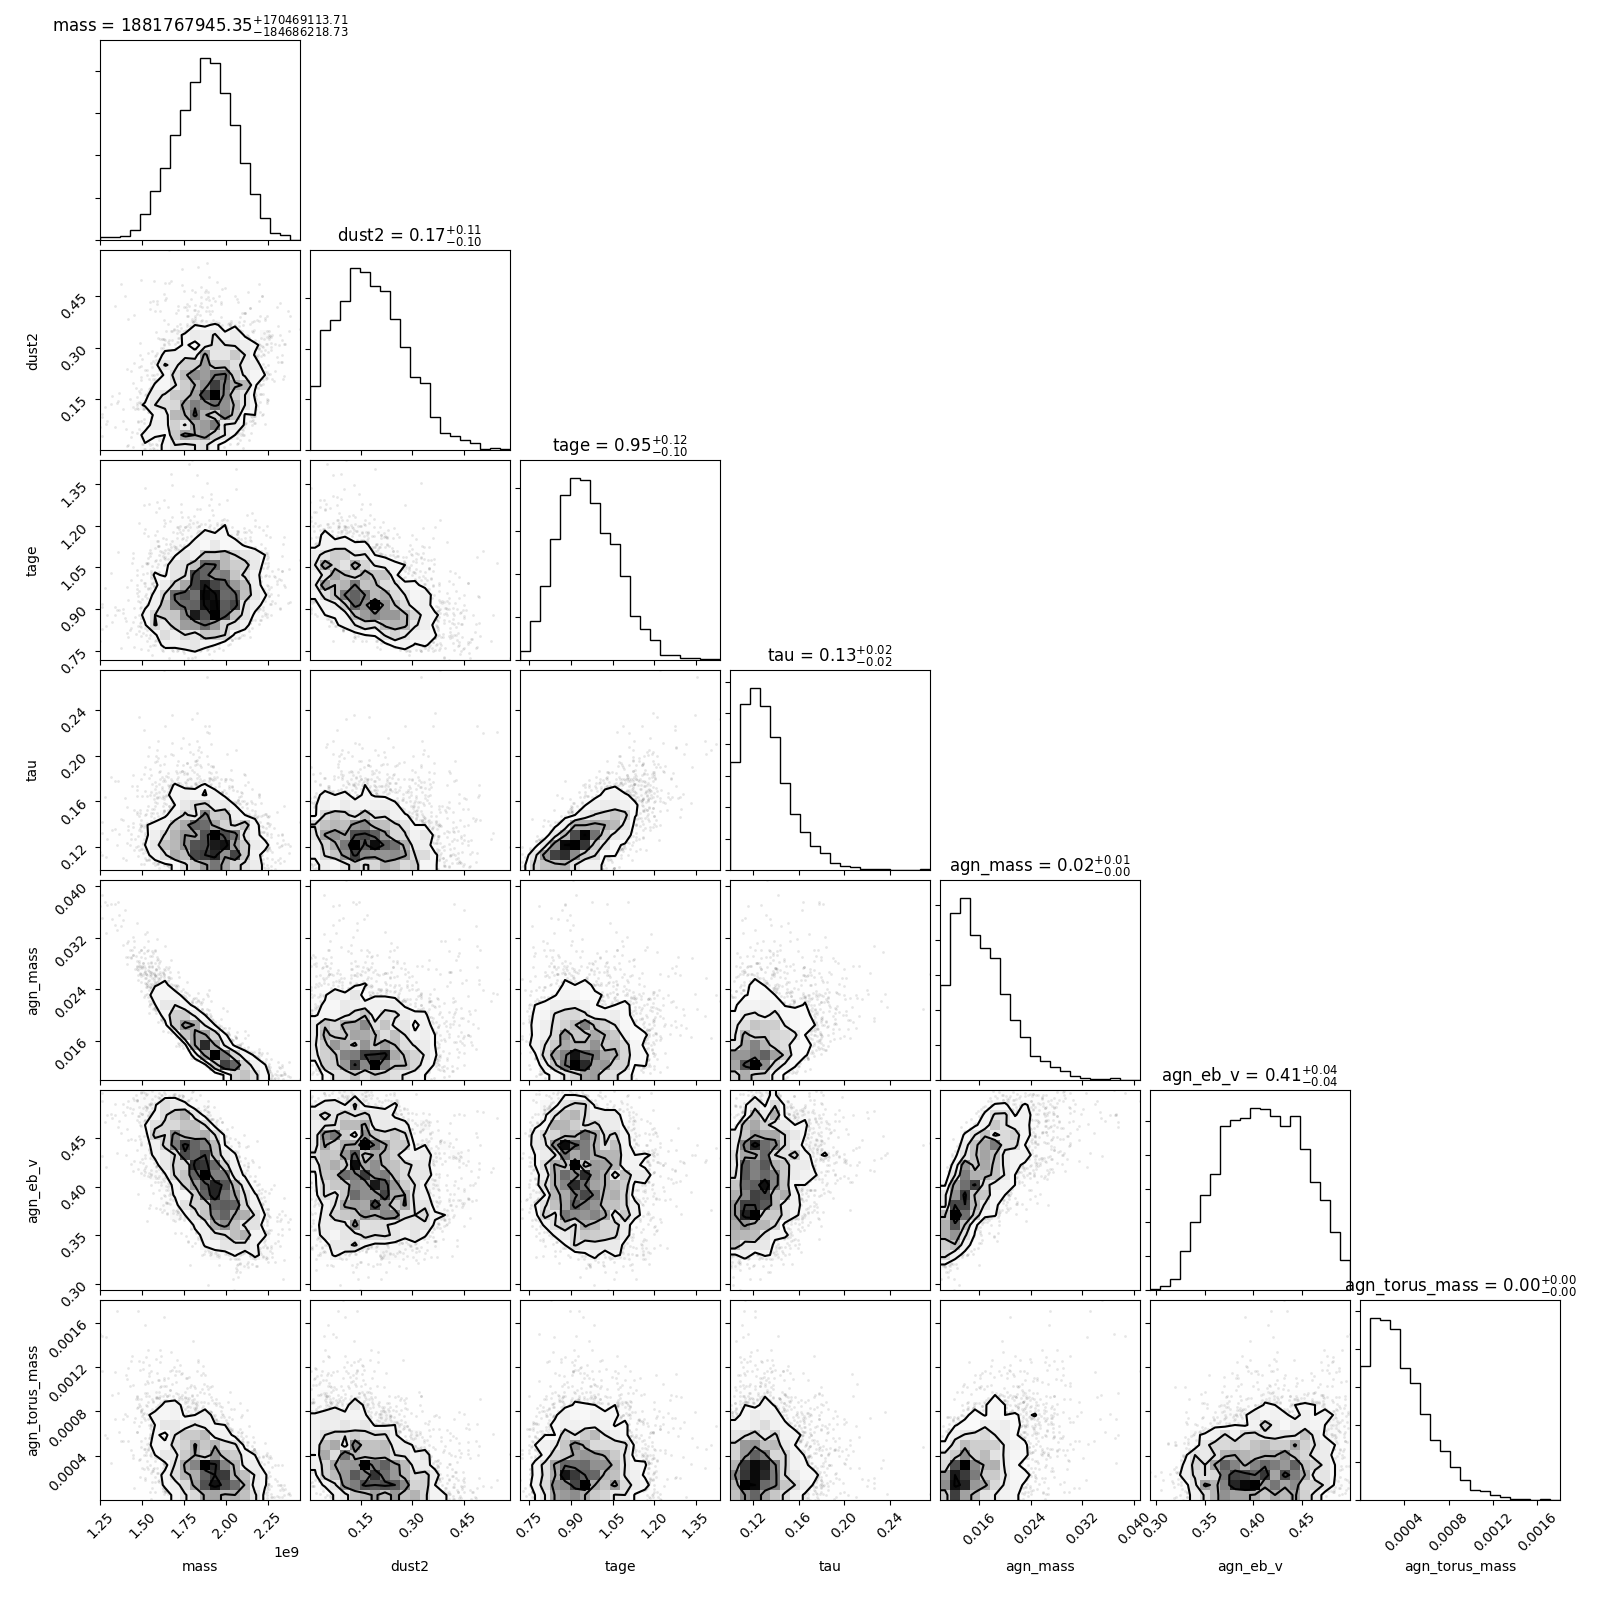 mass = 1881767945.35+170469113.71−184686218.73
dust2 = 0.17+0.11−0.10
0.45
0.30
0.15
dust2
tage = 0.95+0.12−0.10
1.35
1.20
1.05
0.90
0.75
tage
tau = 0.13+0.02−0.02
0.24
0.20
0.16
0.12
tau
agn_mass = 0.02+0.01−0.00
0.040
0.032
0.024
0.016
agn_mass
agn_eb_v = 0.41+0.04−0.04
0.45
0.40
0.35
0.30
agn_eb_v
agn_torus_mass = 0.00+0.00−0.00
0.0016
0.0012
0.0008
0.0004
agn_torus_mass
1.25 1.50 1.75 2.00 2.25
1e9
mass
0.15 0.30 0.45
dust2
0.75 0.90 1.05 1.20 1.35
tage
0.12 0.16 0.20 0.24
tau
0.016 0.024 0.032 0.040
agn_mass
0.30 0.35 0.40 0.45
agn_eb_v
0.0004 0.0008 0.0012 0.0016
agn_torus_mass